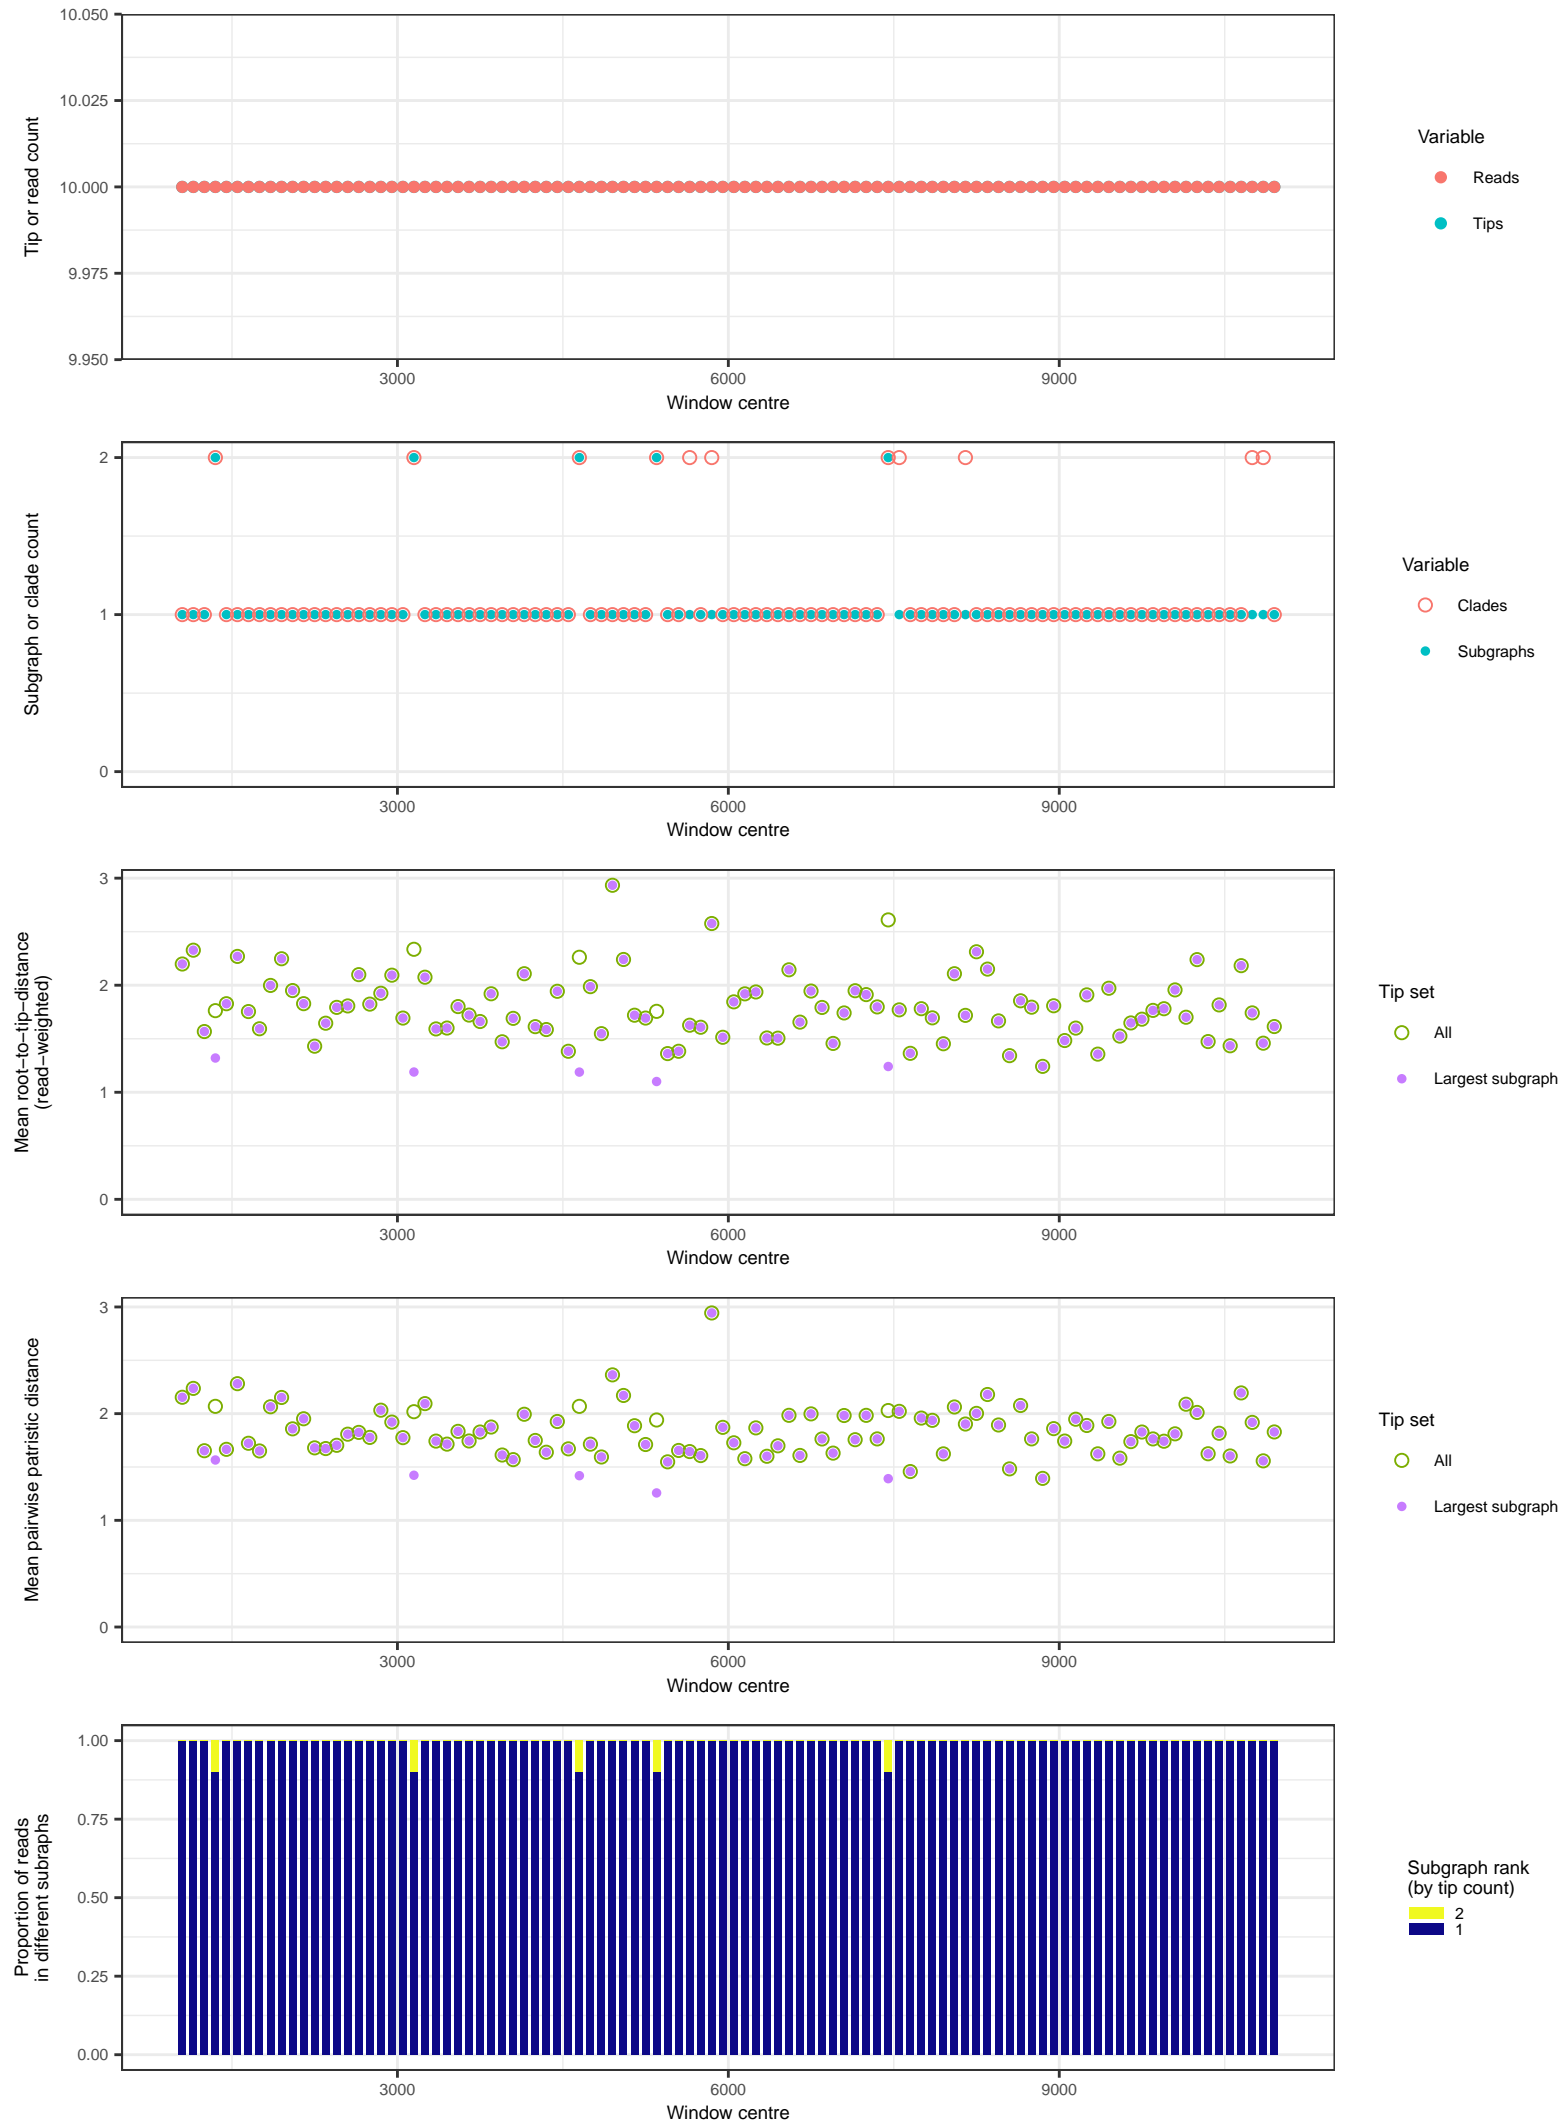 10.050
10.025
10.000
9.975
9.950
Tip or read count
3000 6000 9000
Window centre
Variable
Reads
Tips
2
1
0
Subgraph or clade count
3000 6000 9000
Window centre
Variable
Clades
Subgraphs
3
2
1
0
Mean root−to−tip−distance
(read−weighted)
3000 6000 9000
Window centre
Tip set
All
Largest subgraph
3
2
1
0
Mean pairwise patristic distance
3000 6000 9000
Window centre
Tip set
All
Largest subgraph
1.00
0.75
0.50
0.25
0.00
Proportion of reads
in different subraphs
3000 6000 9000
Window centre
Subgraph rank
(by tip count)
2
1